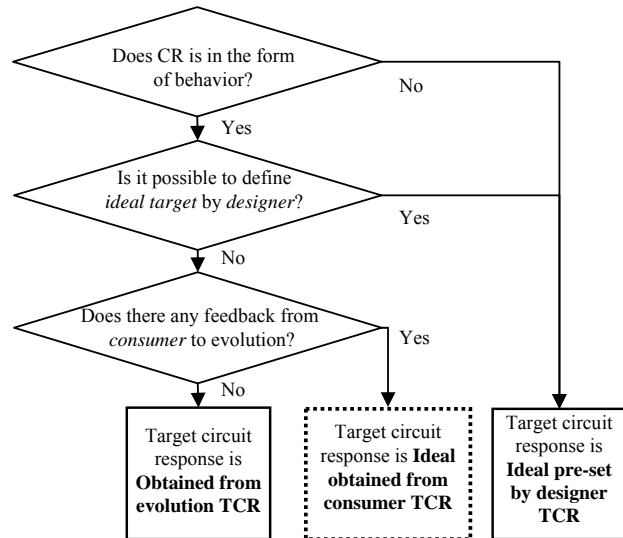 Does CR is in the form
of behavior?
No
Yes
Is it possible to define
ideal target by designer?
Yes
No
Does there any feedback from
consumer to evolution?
Yes
No
Target circuit
response is
Obtained from
evolution TCR
Target circuit
response is Ideal
obtained from
consumer TCR
Target circuit
response is
Ideal pre-set
by designer
TCR